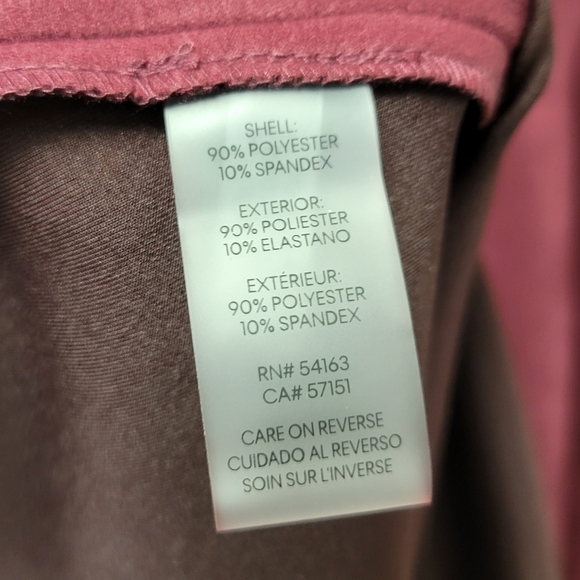 SHELL:
90% POLYESTER
10% SPANDEX
EXTERIOR:
90% POLIESTER
10% ELASTANO
EXTÉRIEUR:
90% POLYESTER
10% SPANDEX
RN# 54163
CA# 57151
CARE ON REVERSE
CUIDADO AL REVERSO
SOIN SUR L'INVERSE